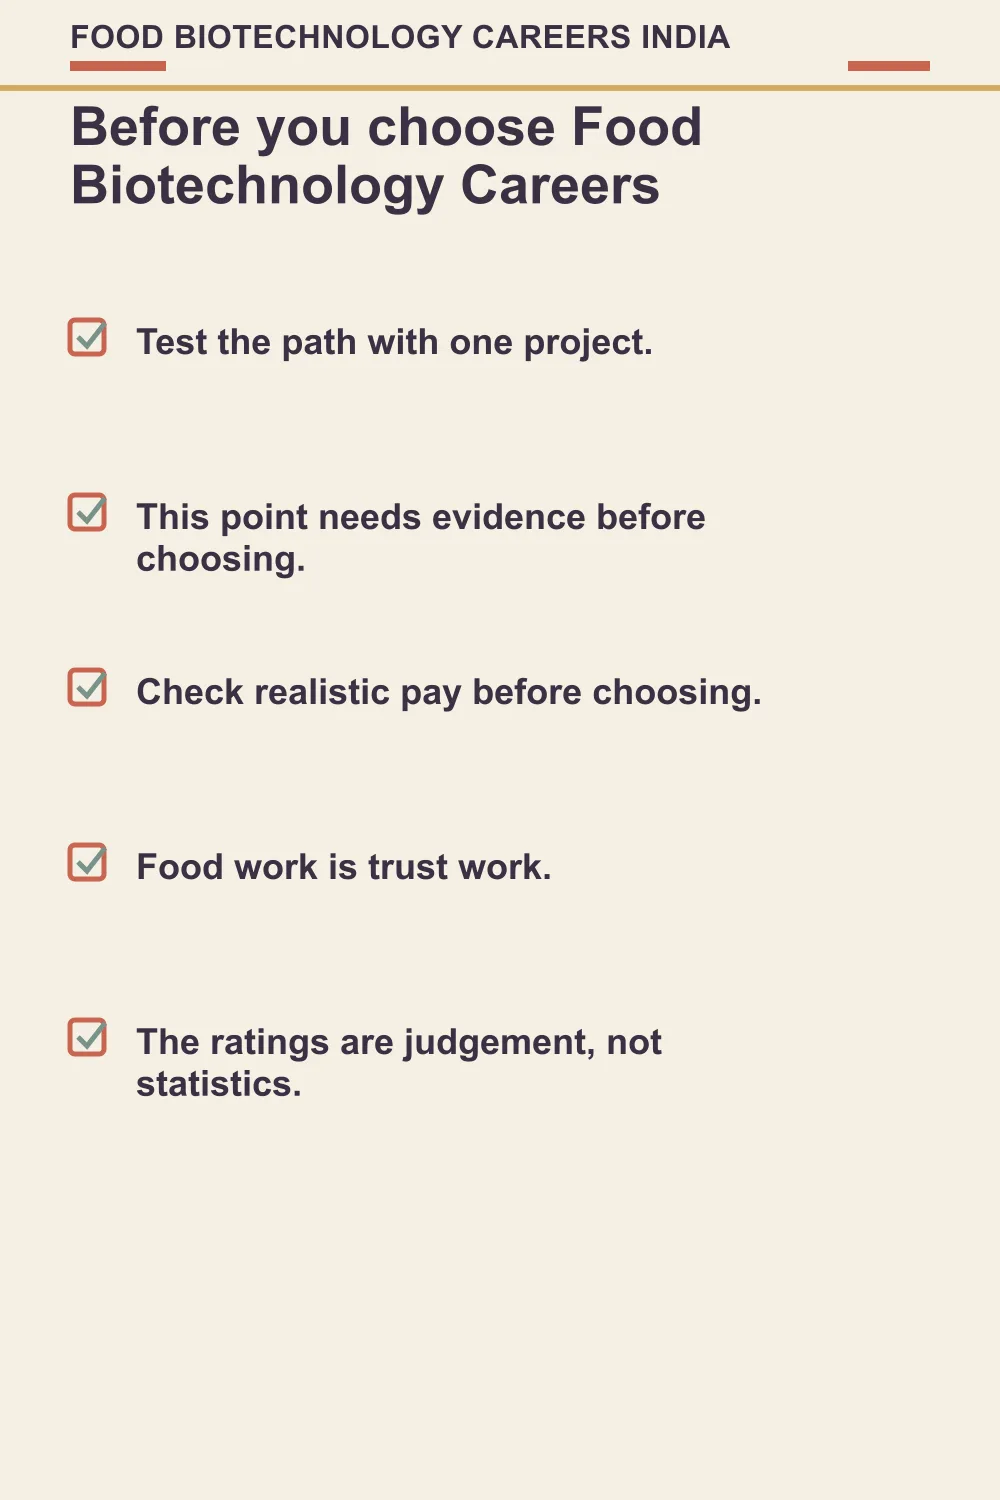 FOOD BIOTECHNOLOGY CAREERS INDIA
Before you choose Food
Biotechnology Careers
Test the path with one project.
This point needs evidence before
choosing.
Check realistic pay before choosing.
Food work is trust work.
The ratings are judgement, not
statistics.